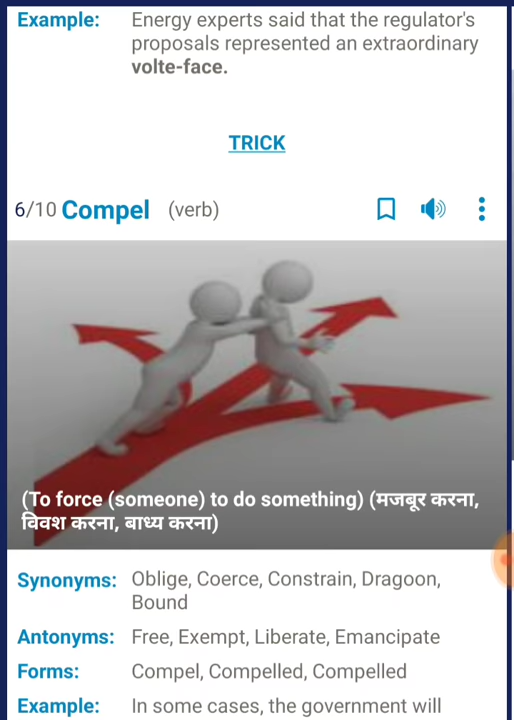 Example: Energy experts said that the regulator's
proposals represented an extraordinary
volte-face.
TRICK
6/10 Compel (verb)
(To force (someone) to do something) (मजबूर करना,
विवश करना, बाध्य करना)
Synonyms: Oblige, Coerce, Constrain, Dragoon,
Bound
Antonyms: Free, Exempt, Liberate, Emancipate
Forms: Compel, Compelled, Compelled
Example: In some cases, the government will